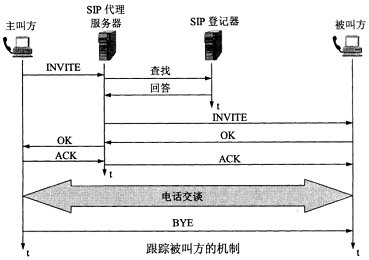 主叫方
SIP 代理
服务器
SIP 登记器
被叫方
INVITE
查找
回答
t
INVITE
OK
OK
ACK
ACK
t
电话交谈
BYE
t
跟踪被叫方的机制
t